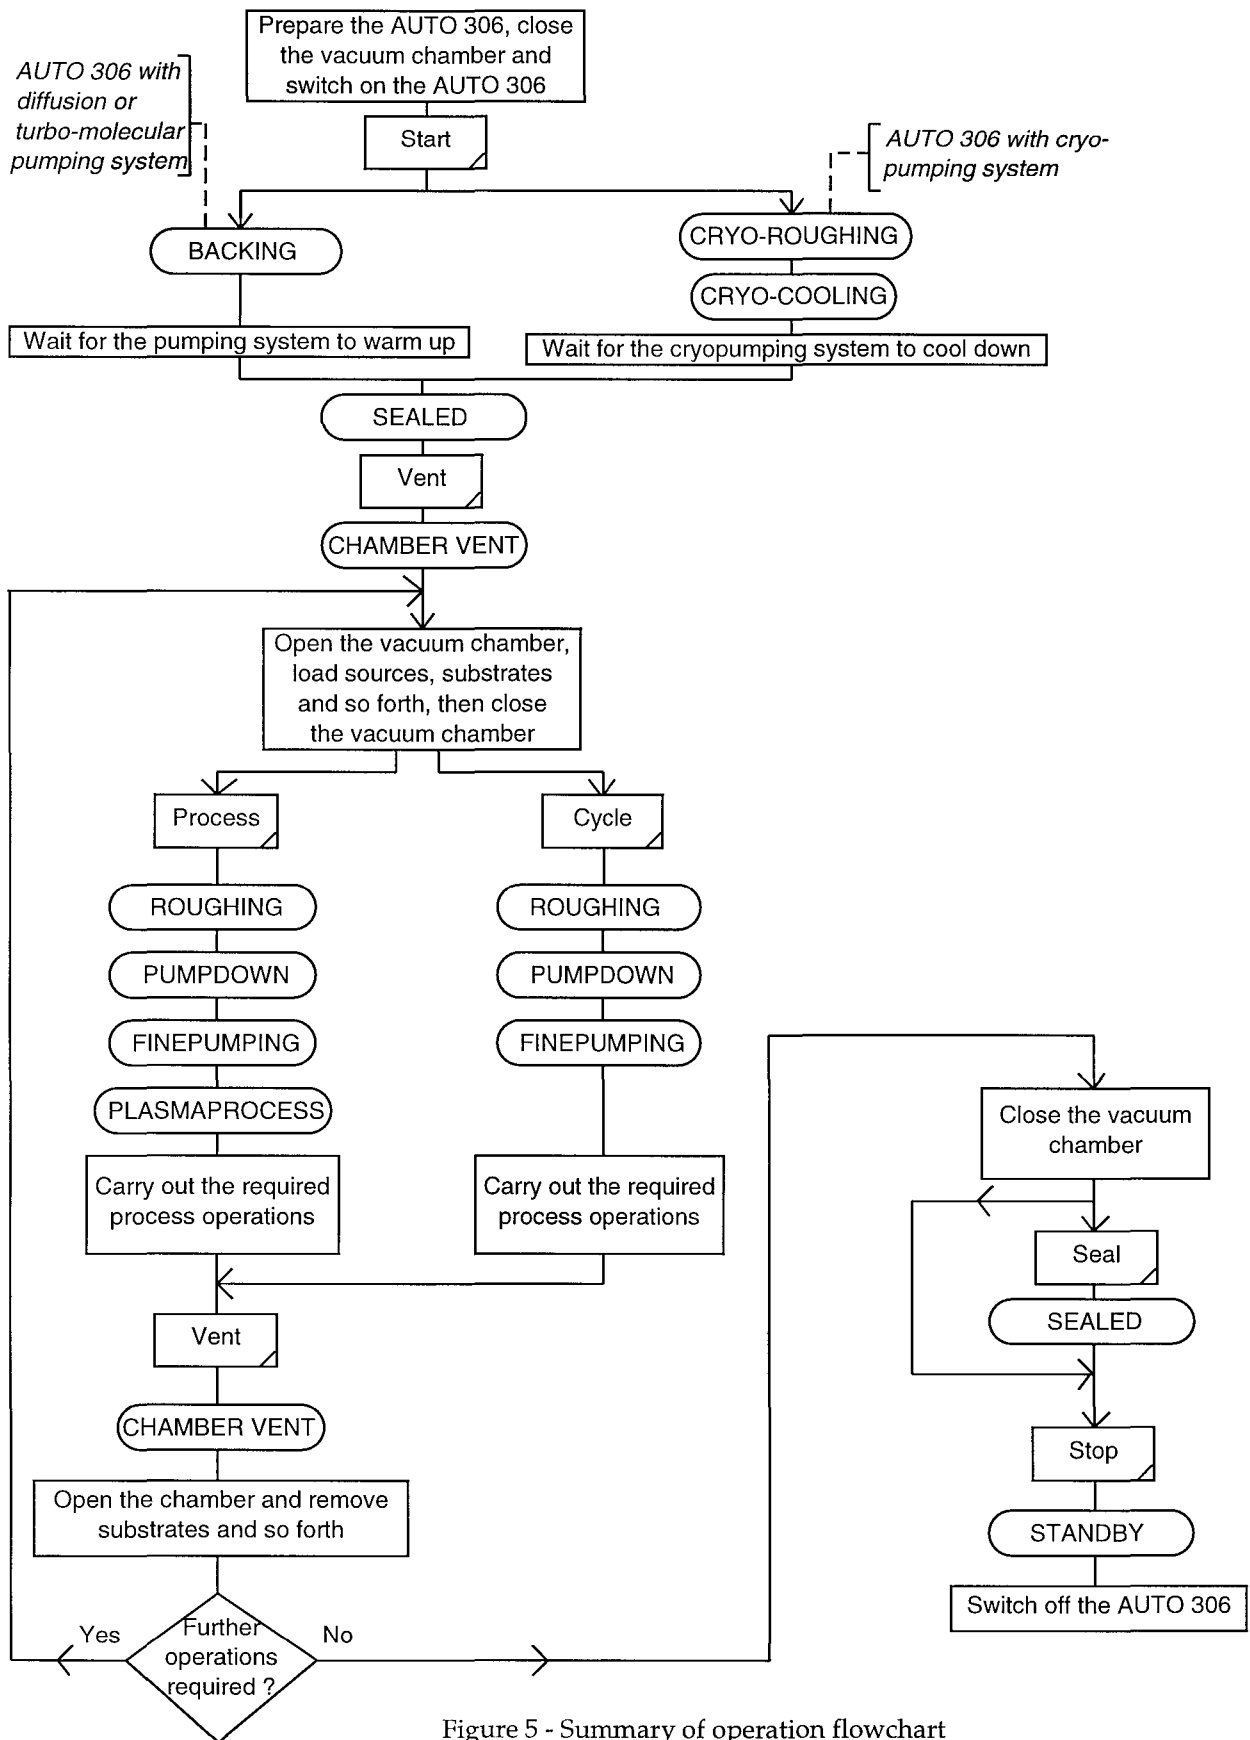 Prepare the AUTO 306, close
the vacuum chamber and
switch on the AUTO 306
AUTO 306 with
diffusion or
turbo-molecular
pumping system
Start
AUTO 306 with cryo-
pumping system
BACKING
CRYO-ROUGHING
CRYO-COOLING
Wait for the pumping system to warm up
Wait for the cryopumping system to cool down
SEALED
Vent
CHAMBER VENT
Open the vacuum chamber,
load sources, substrates
and so forth, then close
the vacuum chamber
Process
ROUGHING
PUMPDOWN
FINEPUMPING
PLASMAPROCESS
Carry out the required
process operations
Cycle
ROUGHING
PUMPDOWN
FINEPUMPING
Carry out the required
process operations
Vent
CHAMBER VENT
Open the chamber and remove
substrates and so forth
Further
operations
required ?
Yes
No
Close the vacuum
chamber
Seal
SEALED
Stop
STANDBY
Switch off the AUTO 306
Figure 5 - Summary of operation flowchart